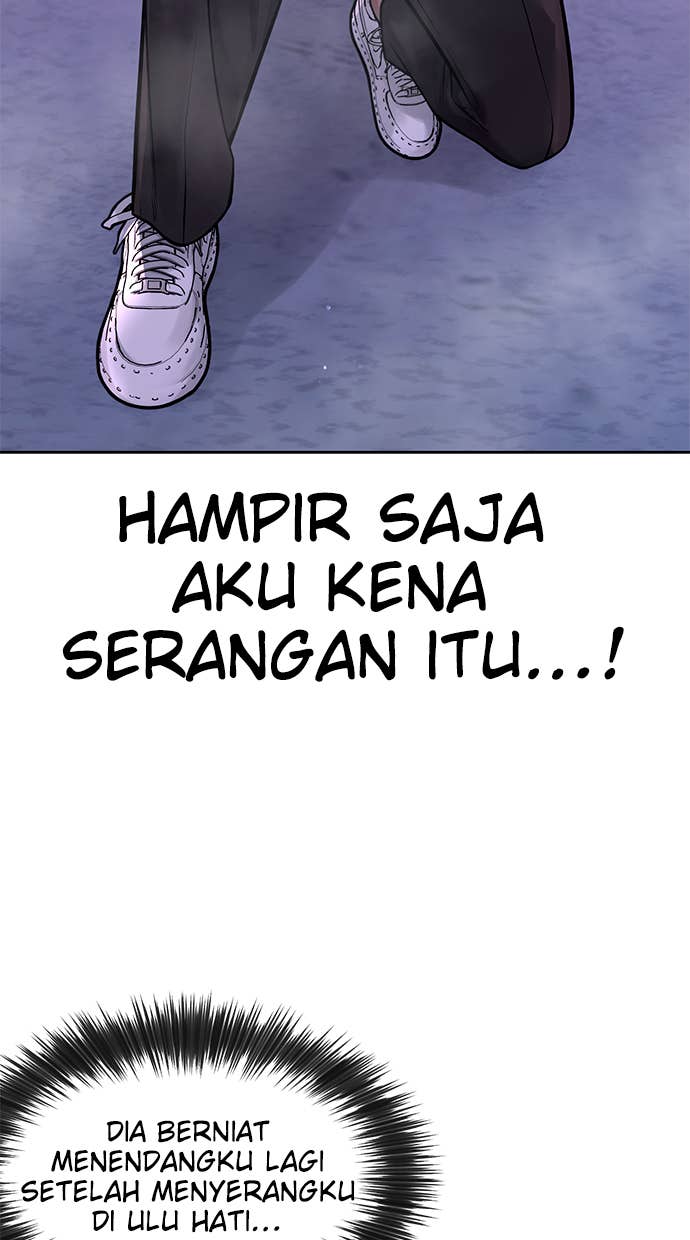 HAMPIR SAJA
AKU KENA
SERANGAN ITU...!
DIA BERNIAT
MENENDANGKU LAGI
SETELAH MENYERANGKU
DI ULU HATI...